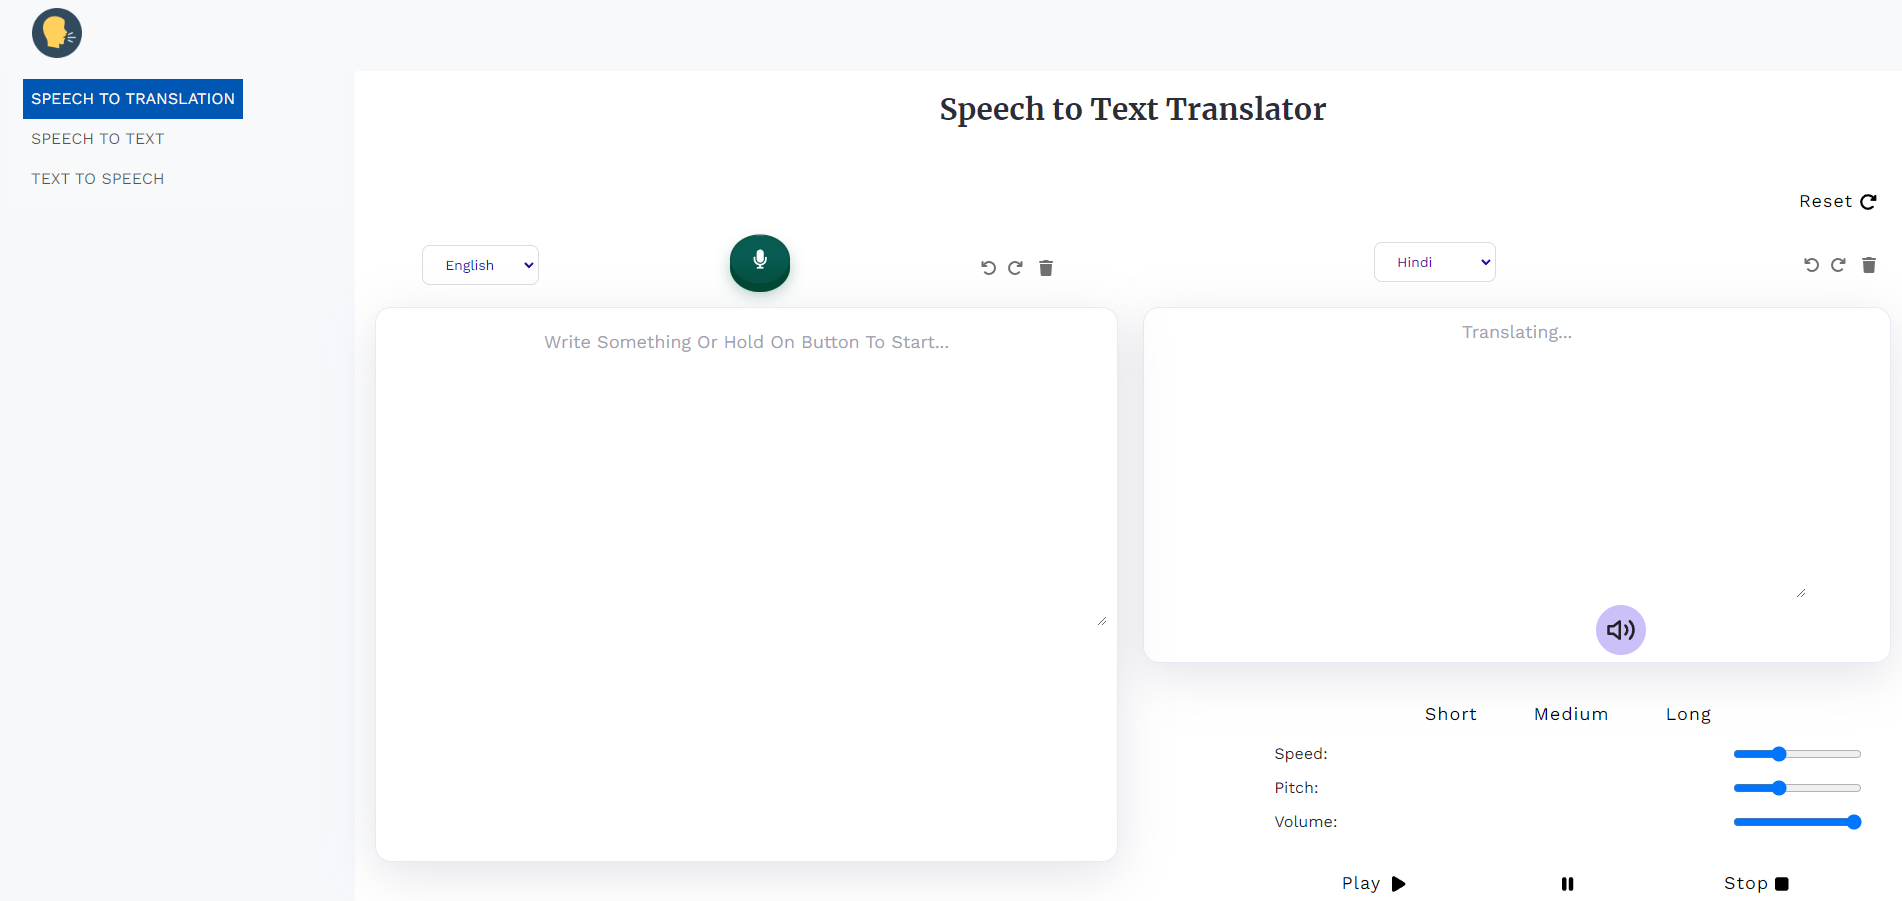 SPEECH TO TRANSLATION
SPEECH TO TEXT
TEXT TO SPEECH
Speech to Text Translator
Reset
English
Hindi
Write Something Or Hold On Button To Start...
Translating...
Short Medium Long
Speed:
Pitch:
Volume:
Play Stop